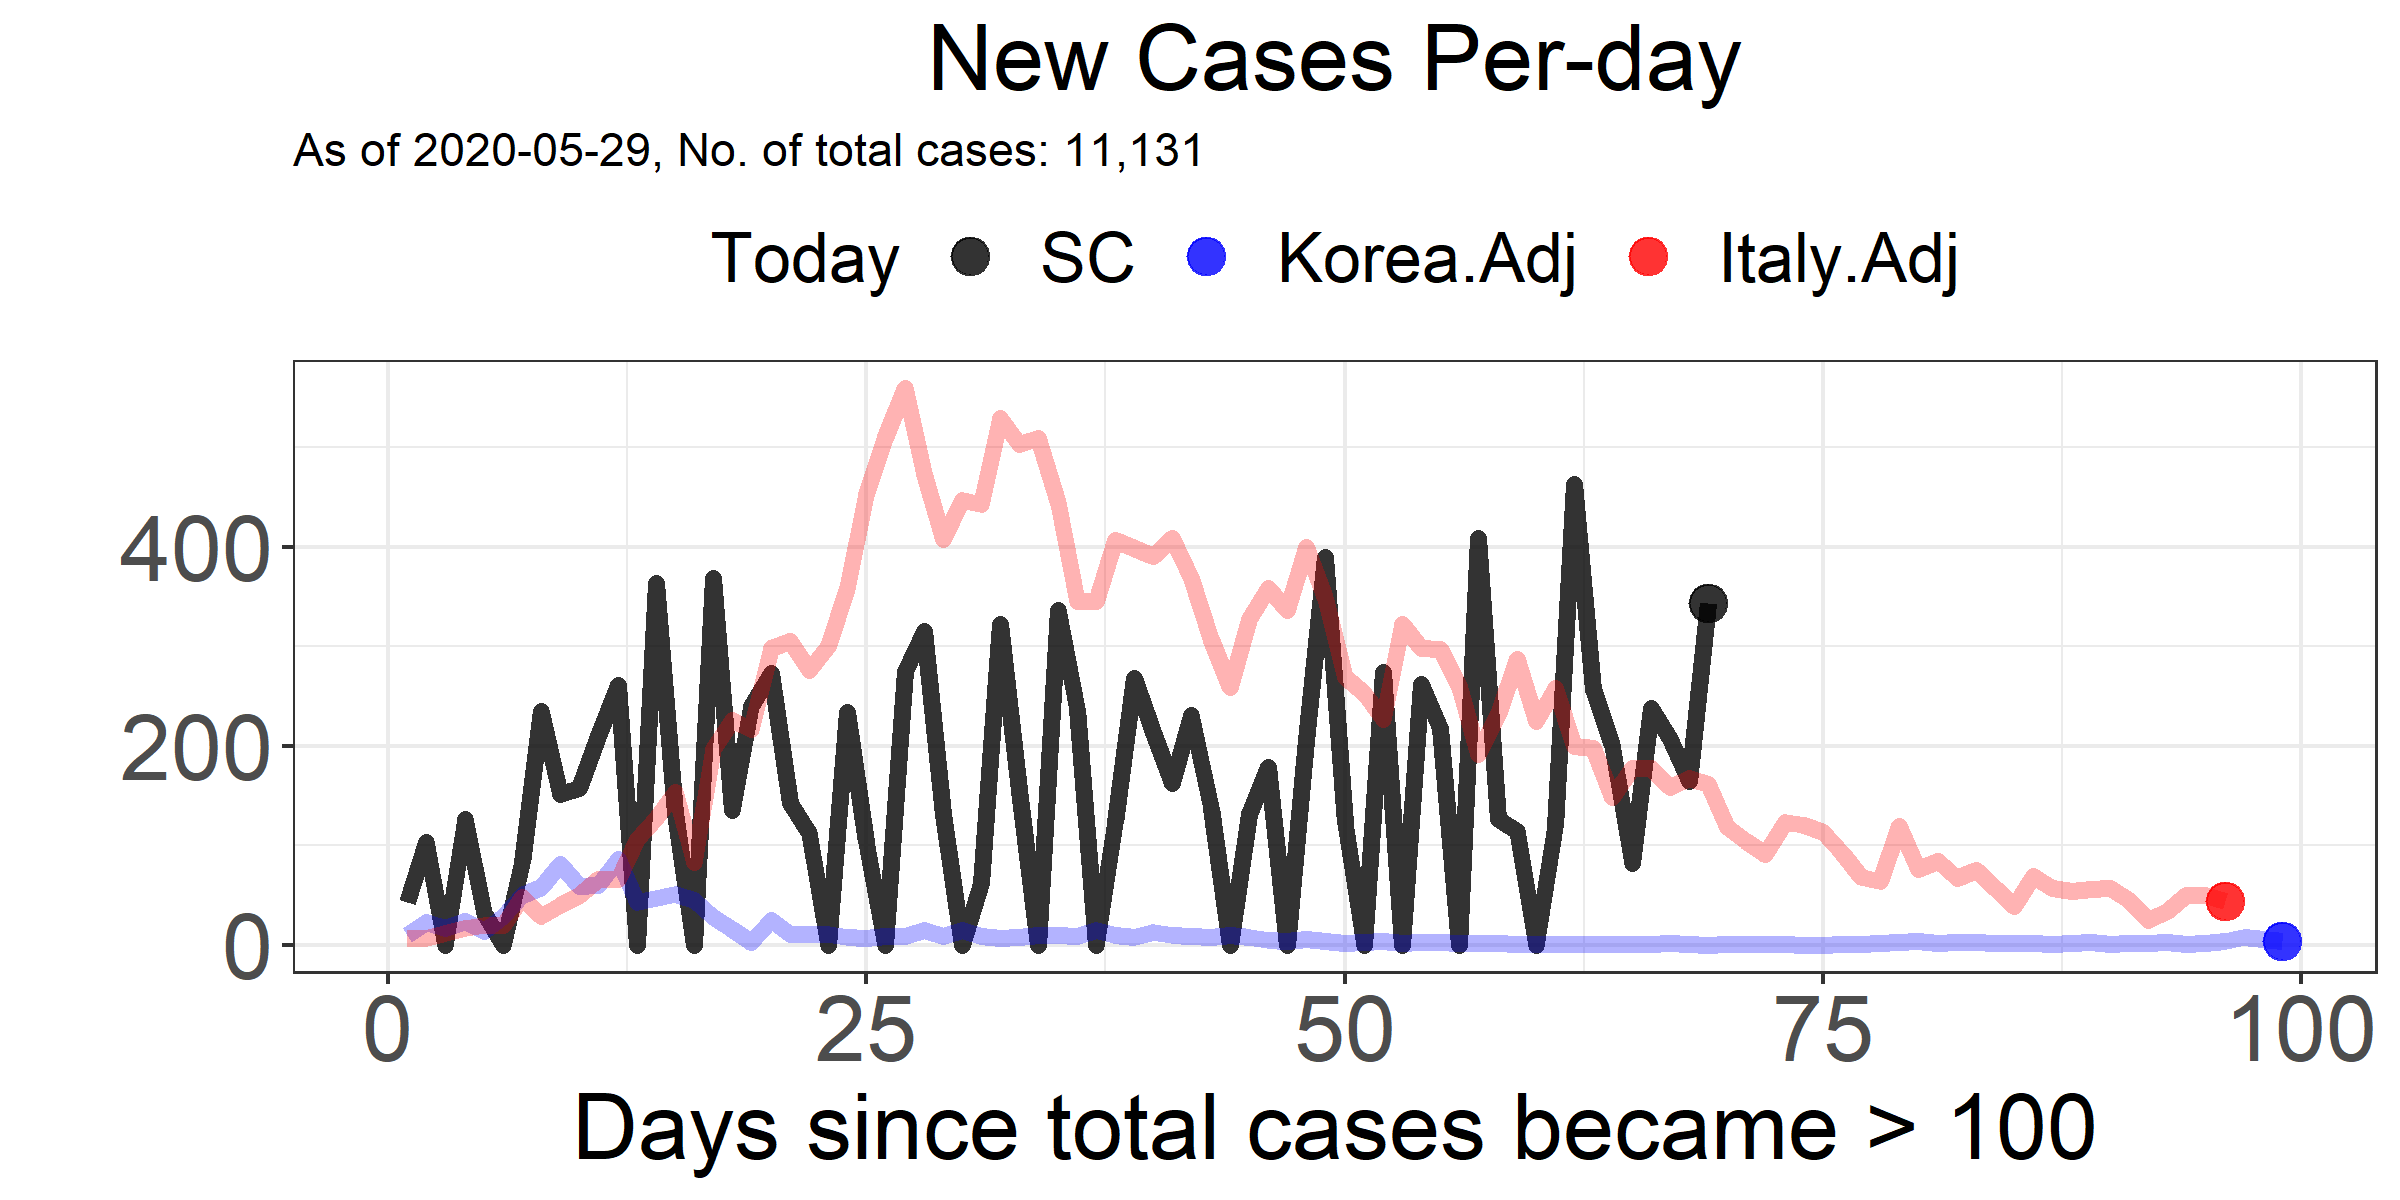 New Cases Per-day
As of 2020-05-29, No. of total cases: 11,131
Today SC Korea.Adj Italy.Adj
400
200
0
0 25 50 75 100
Days since total cases became > 100